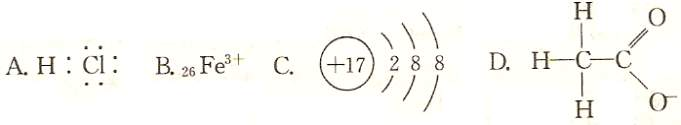 A. H : Cl : B. ₂₆Fe³⁺ C. +17 2 8 8 D. H—C—C
H
O
H
O⁻